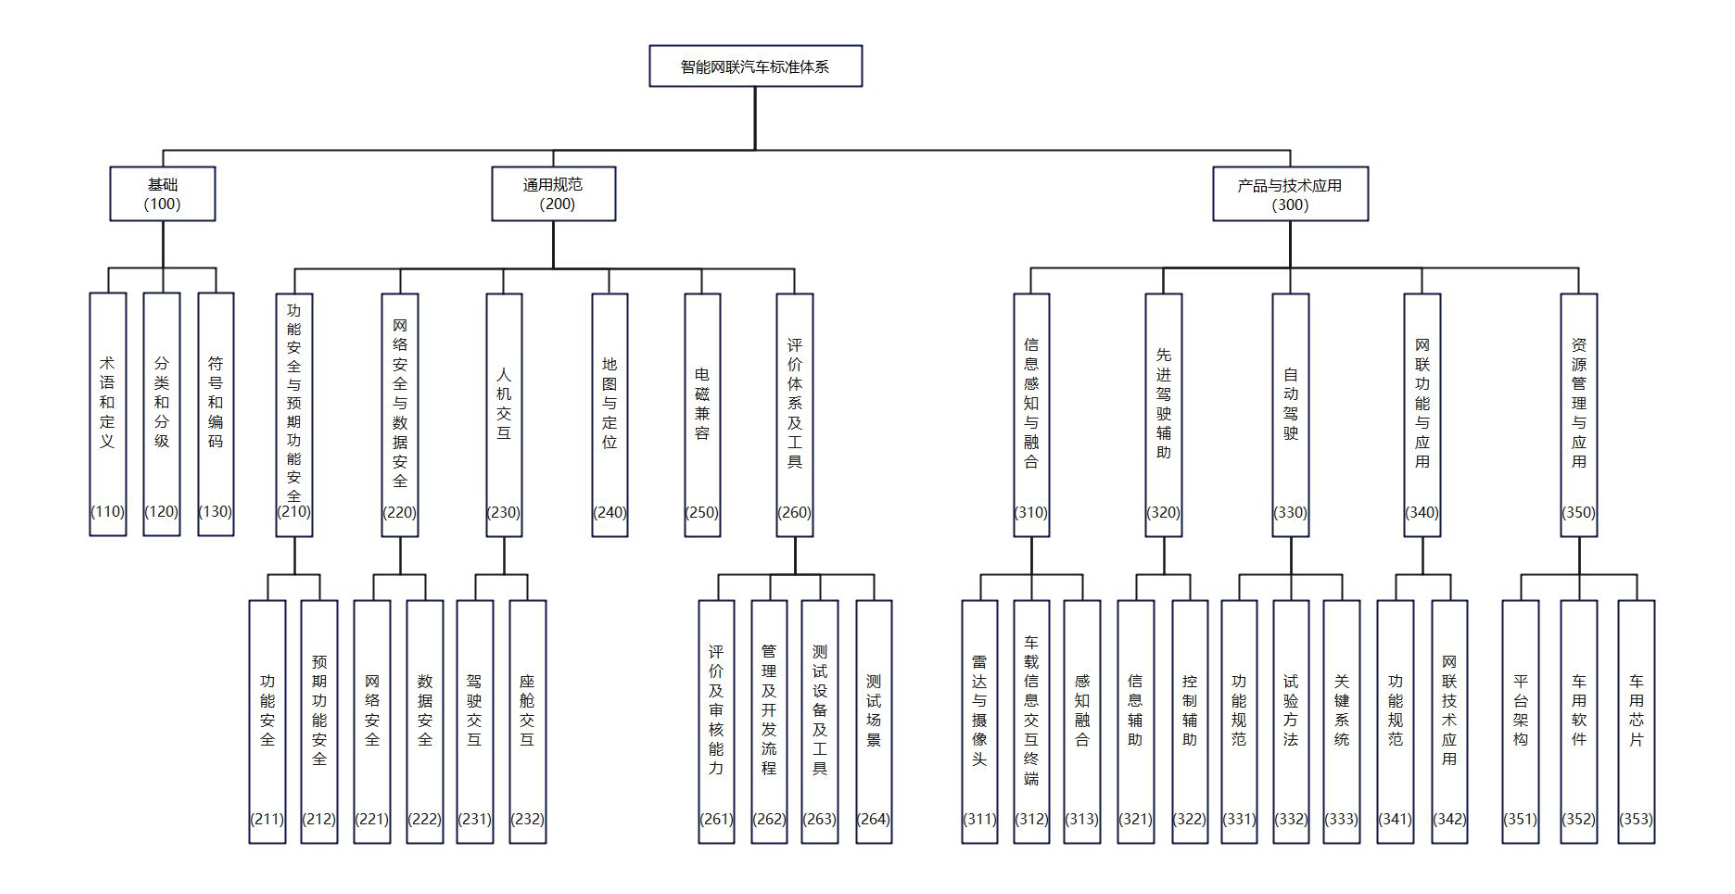 智能网联汽车标准体系
基础
(100)
通用规范
(200)
产品与技术应用
(300)
术语和定义
(110)
分类和分级
(120)
符号和编码
(130)
功能安全与预期功能安全
(210)
网络安全与数据安全
(220)
人机交互
(230)
地图与定位
(240)
电磁兼容
(250)
评价体系及工具
(260)
信息感知与融合
(310)
先进驾驶辅助
(320)
自动驾驶
(330)
网联功能与应用
(340)
资源管理与应用
(350)
功能安全
(211)
预期功能安全
(212)
网络安全
(221)
数据安全
(222)
驾驶交互
(231)
座舱交互
(232)
评价及审核能力
(261)
管理及开发流程
(262)
测试设备及工具
(263)
测试场景
(264)
雷达与摄像头
(311)
车载信息交互终端
(312)
感知融合
(313)
信息辅助
(321)
控制辅助
(322)
功能规范
(331)
试验方法
(332)
关键系统
(333)
功能规范
(341)
网联技术应用
(342)
平台架构
(351)
车用软件
(352)
车用芯片
(353)